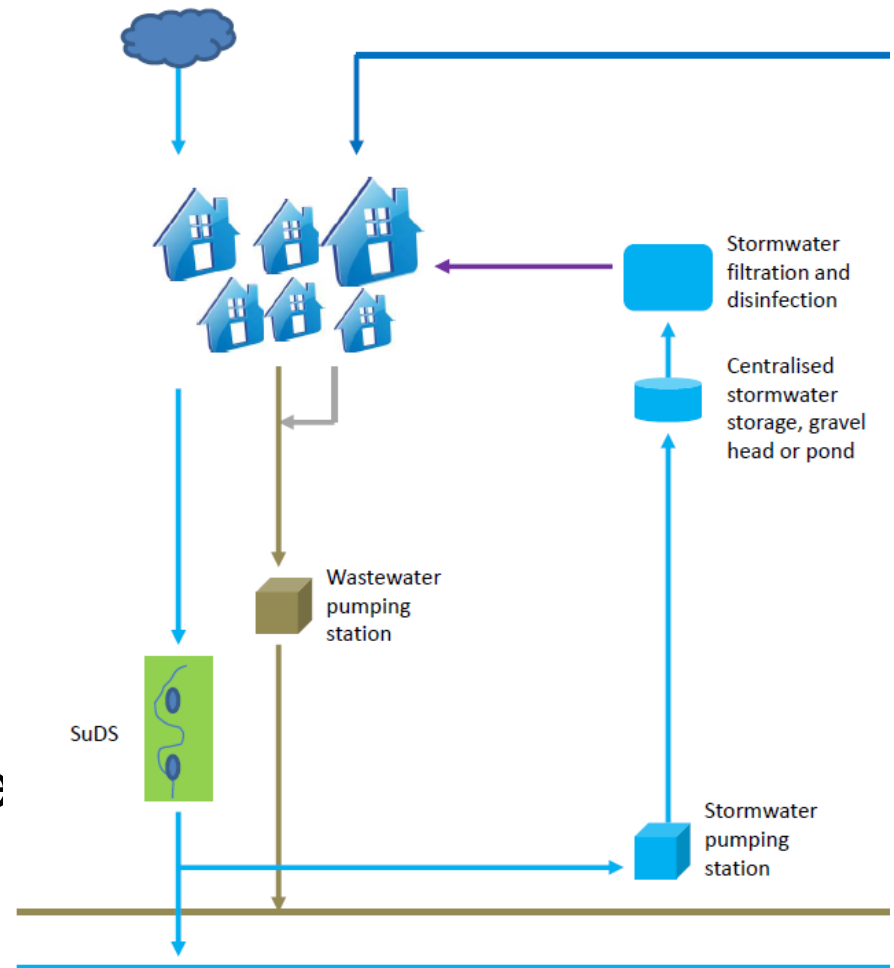 Stormwater
filtration and
disinfection
Centralised
stormwater
storage, gravel
head or pond
Wastewater
pumping
station
SuDS
Stormwater
pumping
station